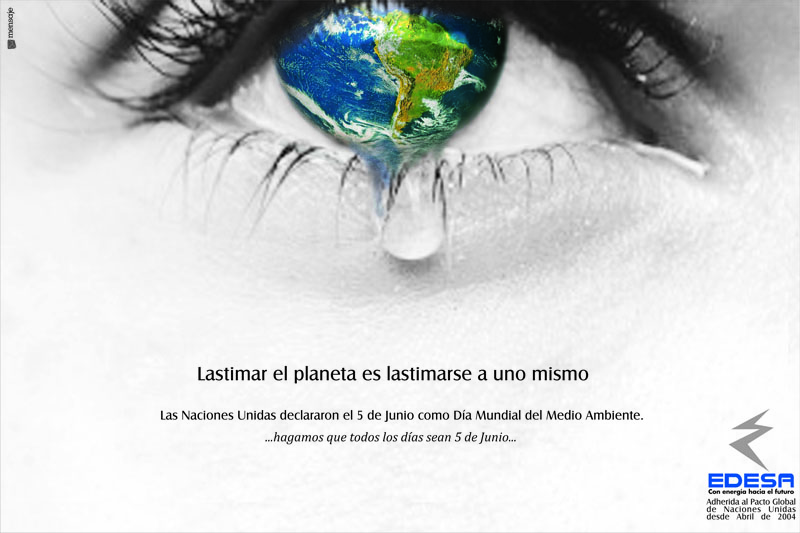 mensaje
Lastimar el planeta es lastimarse a uno mismo
Las Naciones Unidas declararon el 5 de Junio como Día Mundial del Medio Ambiente.
...hagamos que todos los días sean 5 de Junio...
EDESA
Con energía hacia el futuro
Adherida al Pacto Global
de Naciones Unidas
desde Abril de 2004